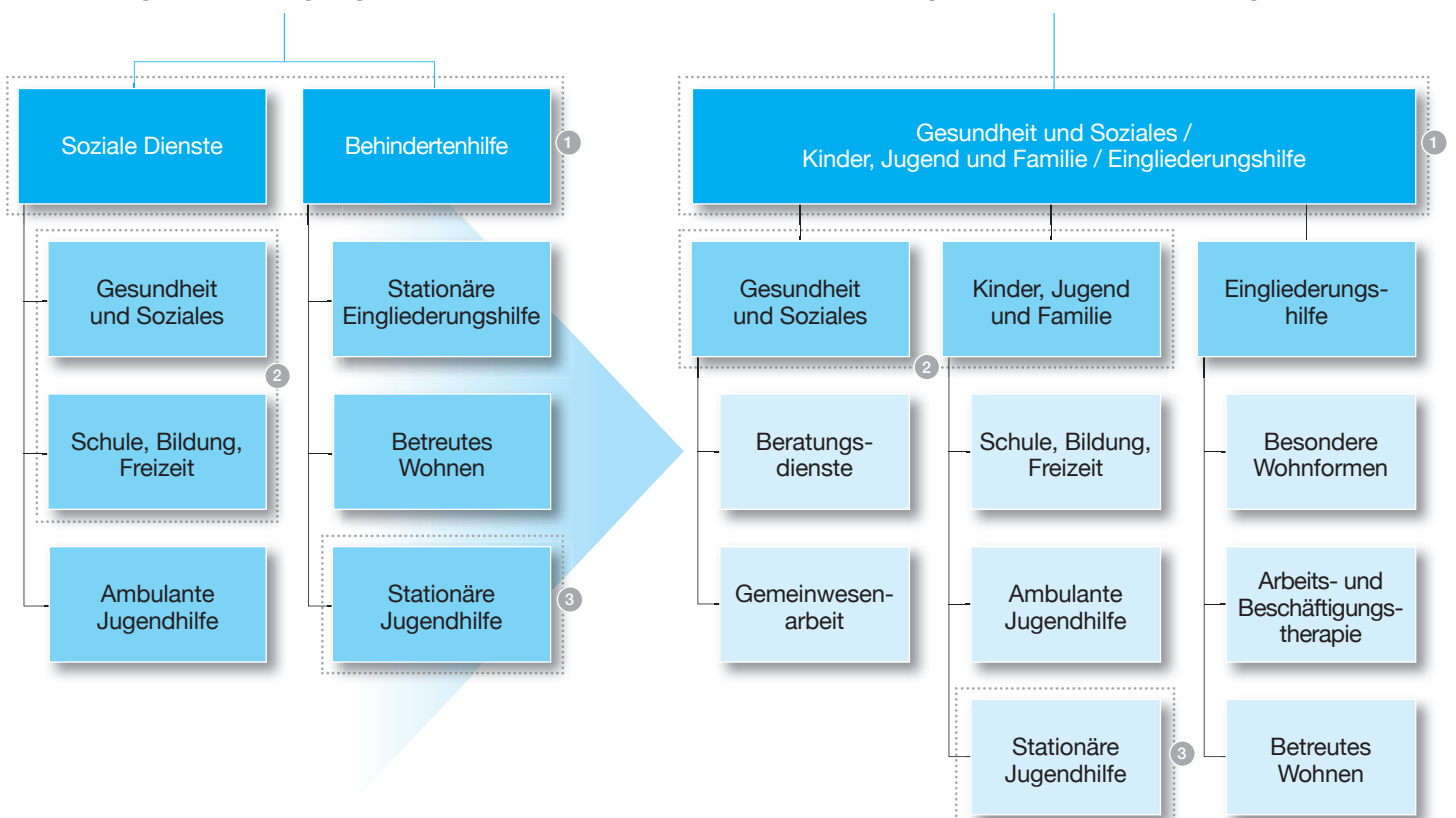 Soziale Dienste
Behindertenhilfe
1
Gesundheit
und Soziales
Schule, Bildung,
Freizeit
2
Ambulante
Jugendhilfe
Stationäre
Eingliederungshilfe
Betreutes
Wohnen
Stationäre
Jugendhilfe
3
Gesundheit und Soziales /
Kinder, Jugend und Familie / Eingliederungshilfe
1
Gesundheit
und Soziales
Kinder, Jugend
und Familie
2
Eingliederungs-
hilfe
Beratungs-
dienste
Gemeinwesen-
arbeit
Schule, Bildung,
Freizeit
Ambulante
Jugendhilfe
Stationäre
Jugendhilfe
3
Besondere
Wohnformen
Arbeits- und
Beschäftigungs-
therapie
Betreutes
Wohnen